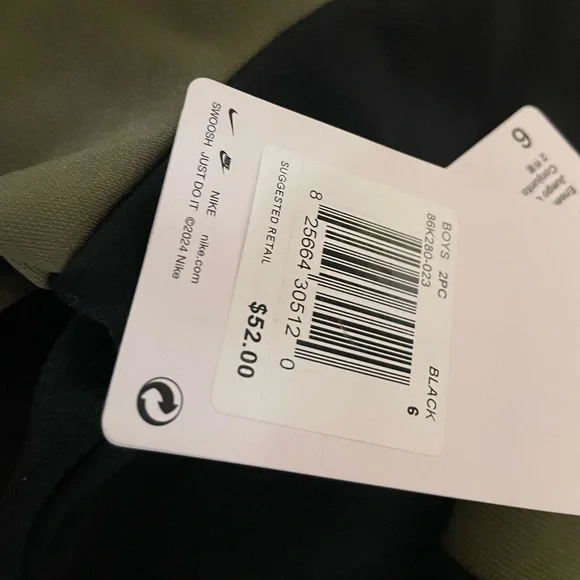 BOYS 2PC BLACK
86K280-023 6
8 25664 30512 0
SUGGESTED RETAIL $52.00
NIKE nike.com
SWOOSH JUST DO IT ©2024 Nike
6
Conjunto